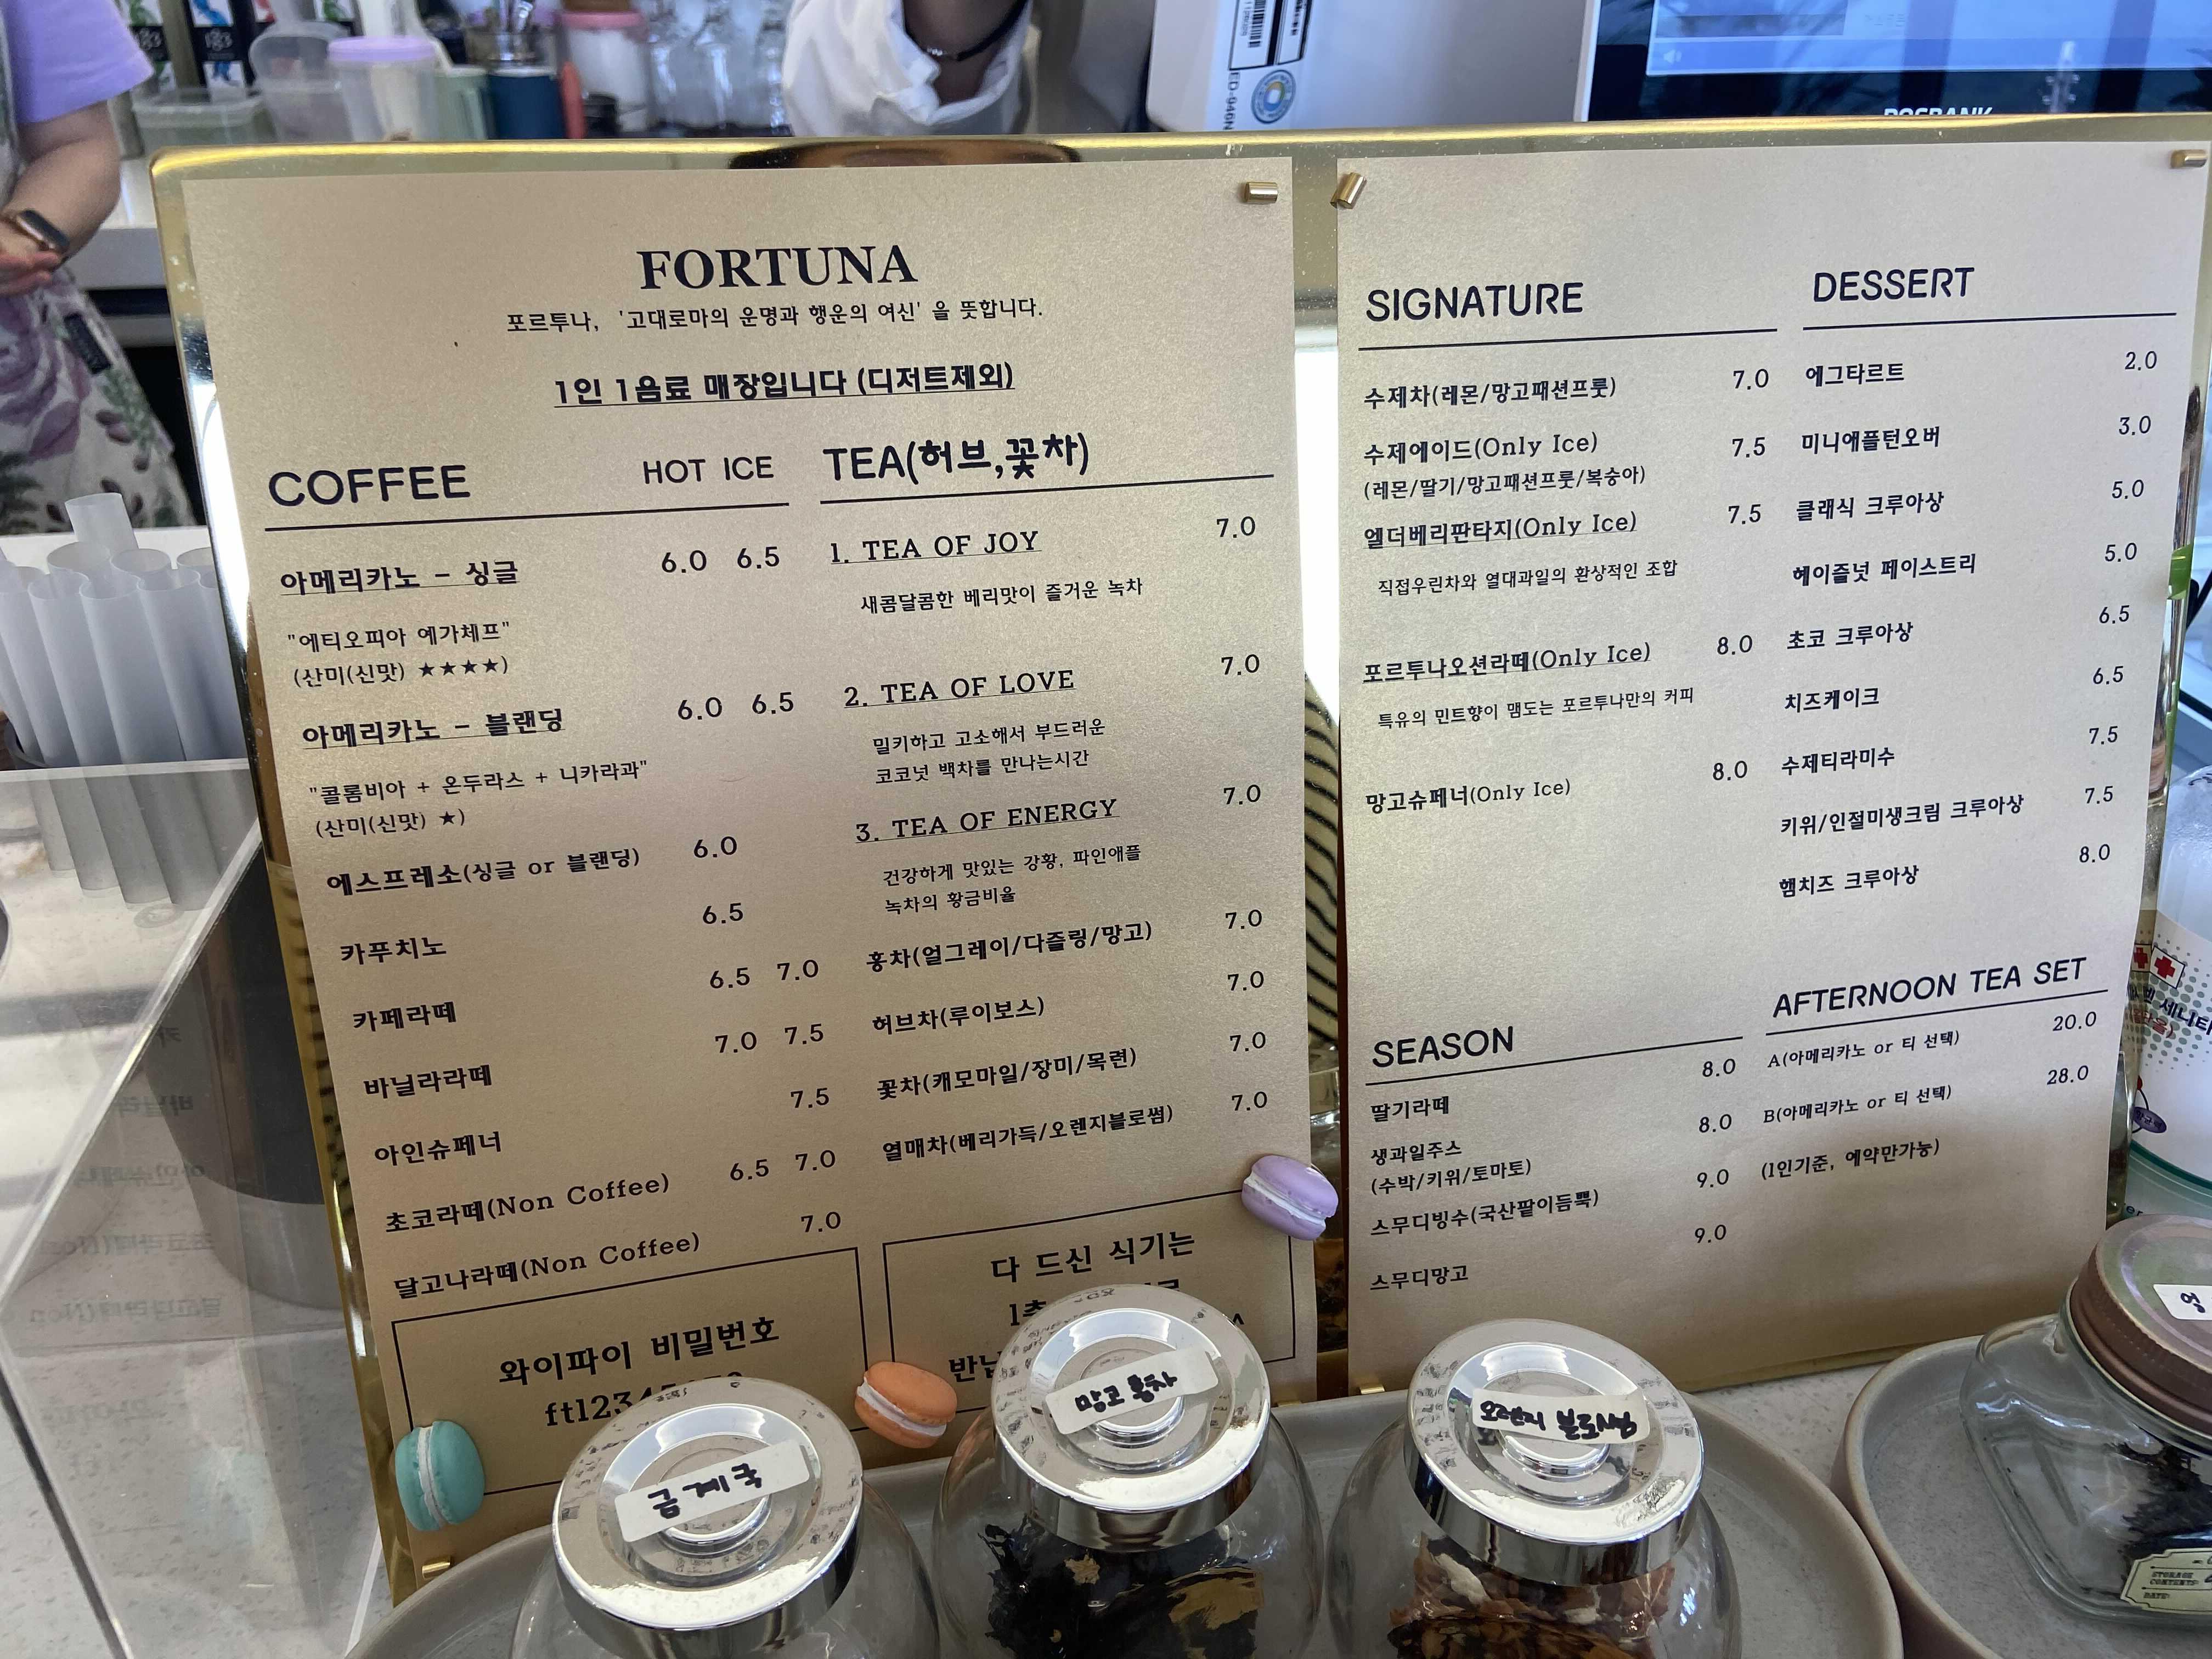 FORTUNA
포르투나, '고대로마의 운명과 행운의 여신' 을 뜻합니다.
1인 1음료 매장입니다 (디저트제외)
COFFEE HOT ICE
아메리카노 - 싱글 6.0 6.5
"에티오피아 예가체프"
(산미(신맛) ★★★★)
아메리카노 - 블랜딩 6.0 6.5
"콜롬비아 + 온두라스 + 니카라과"
(산미(신맛) ★)
에스프레소(싱글 or 블랜딩) 6.0
카푸치노 6.5
카페라떼 6.5 7.0
바닐라라떼 7.0 7.5
아인슈페너 7.5
초코라떼(Non Coffee) 6.5 7.0
달고나라떼(Non Coffee) 7.0
와이파이 비밀번호
TEA(허브,꽃차)
1. TEA OF JOY 7.0
새콤달콤한 베리맛이 즐거운 녹차
2. TEA OF LOVE 7.0
밀키하고 고소해서 부드러운
코코넛 백차를 만나는시간
3. TEA OF ENERGY 7.0
건강하게 맛있는 강황, 파인애플
녹차의 황금비율
홍차(얼그레이/다즐링/망고) 7.0
허브차(루이보스) 7.0
꽃차(캐모마일/장미/목련) 7.0
열매차(베리가득/오렌지블로썸) 7.0
다 드신 식기는
SIGNATURE
수제차(레몬/망고패션프룻) 7.0
수제에이드(Only Ice) 7.5
(레몬/딸기/망고패션프룻/복숭아)
엘더베리판타지(Only Ice) 7.5
직접우린차와 열대과일의 환상적인 조합
포르투나오션라떼(Only Ice) 8.0
특유의 민트향이 맴도는 포르투나만의 커피
망고슈페너(Only Ice) 8.0
SEASON
딸기라떼 8.0
생과일주스 8.0
(수박/키위/토마토)
스무디빙수(국산팥이듬뿍) 9.0
스무디망고 9.0
DESSERT
에그타르트 2.0
미니애플턴오버 3.0
클래식 크루아상 5.0
헤이즐넛 페이스트리 5.0
초코 크루아상 6.5
치즈케이크 6.5
수제티라미수 7.5
키위/인절미생크림 크루아상 7.5
햄치즈 크루아상 8.0
AFTERNOON TEA SET
A(아메리카노 or 티 선택) 20.0
B(아메리카노 or 티 선택) 28.0
(1인기준, 예약만가능)
금계국
망고 홍차
오렌지 블로썸